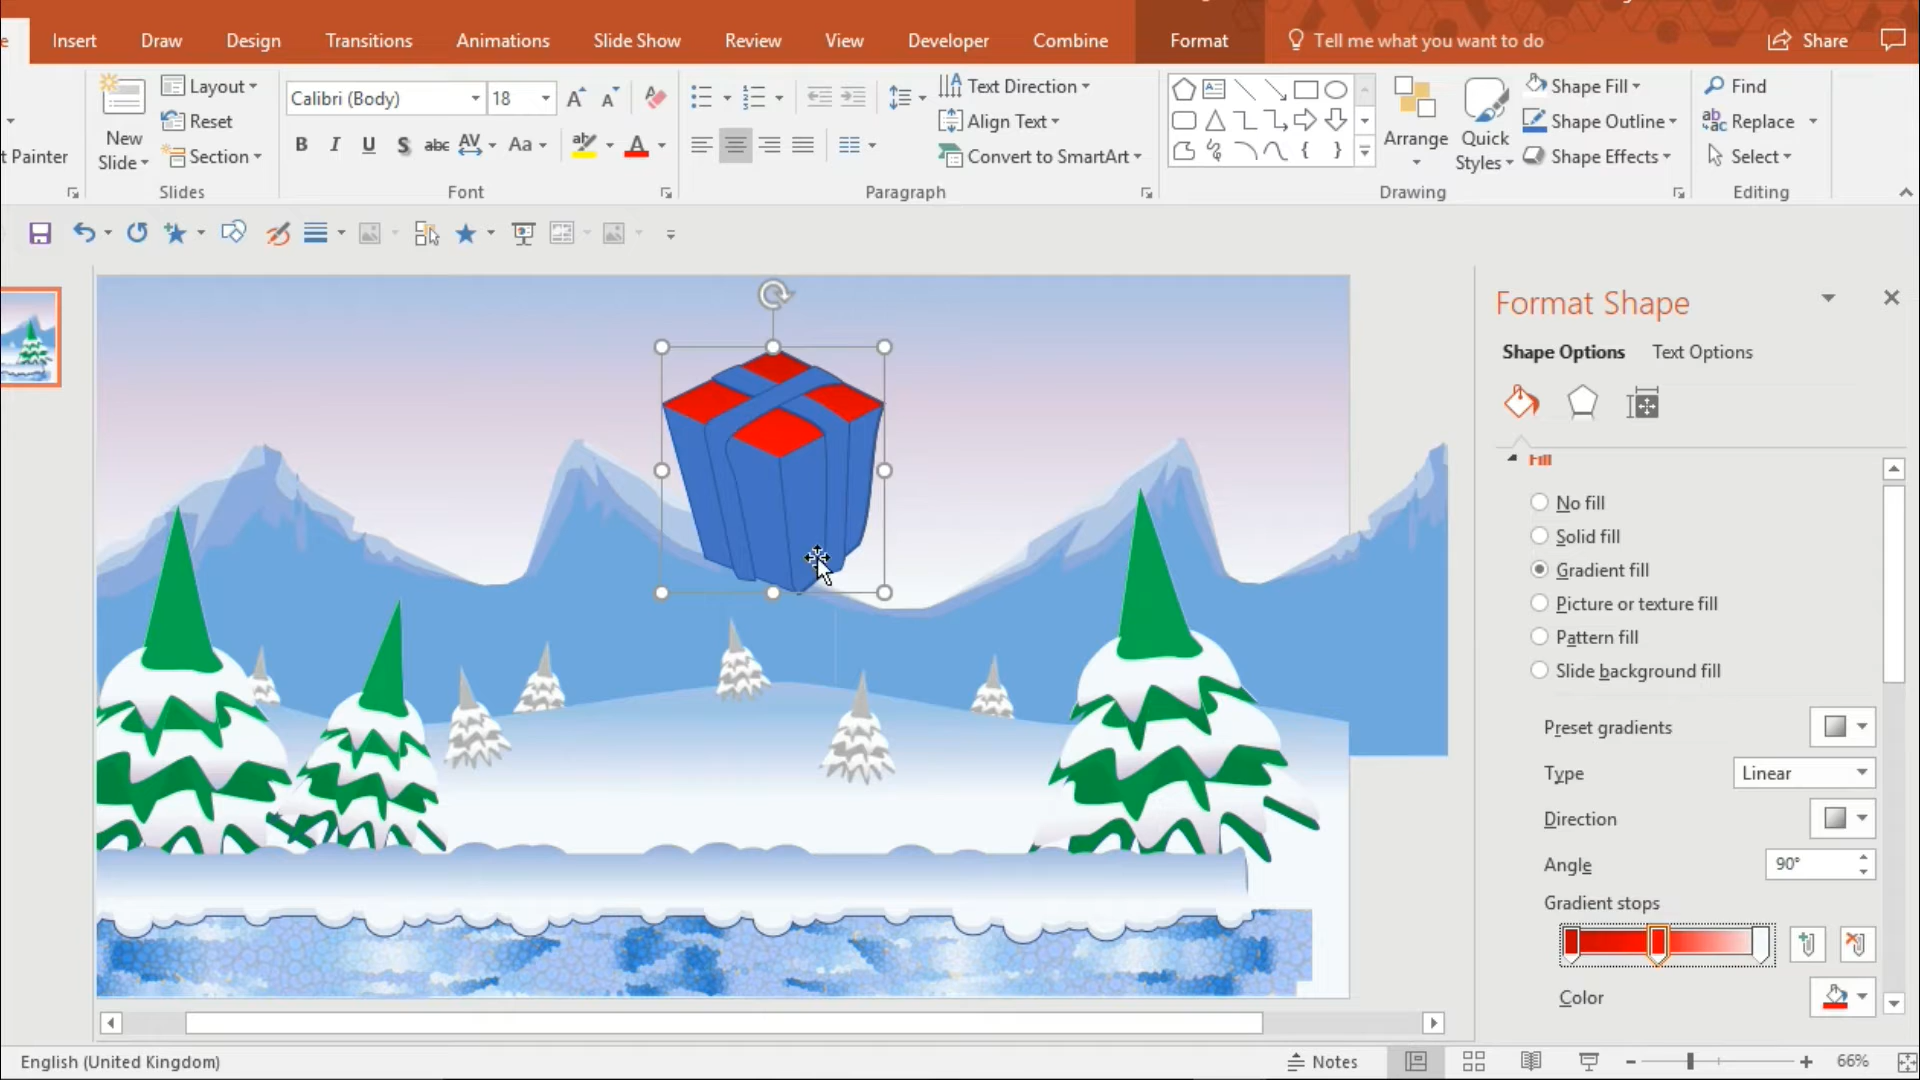 Insert Draw Design Transitions Animations Slide Show Review View Developer Combine Format Tell me what you want to do Share
Layout
Calibri (Body) 18
Text Direction
Shape Fill
Find
Reset
Align Text
Shape Outline
Replace
New
Slide
t Painter
Section
B I U S abc AV Aa A
Convert to SmartArt
Arrange
Quick
Styles
Shape Effects
Select
Slides
Font
Paragraph
Drawing
Editing
Format Shape
Shape Options Text Options
Fill
No fill
Solid fill
Gradient fill
Picture or texture fill
Pattern fill
Slide background fill
Preset gradients
Type Linear
Direction
Angle 90°
Gradient stops
Color
English (United Kingdom)
Notes
66%